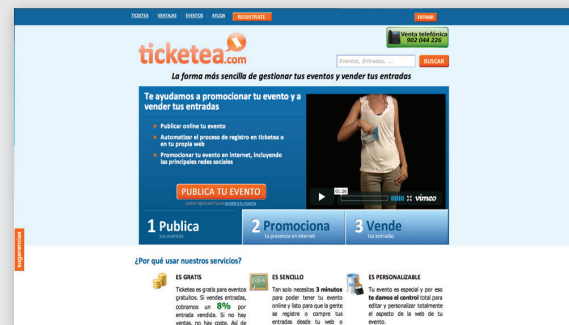 TICKETEA VENTAJAS EVENTOS AYUDA REGISTRATE ENTRAR
Venta telefónica
902 044 226
ticketea.com
Eventos, Entradas, ... BUSCAR
La forma más sencilla de gestionar tus eventos y vender tus entradas
Te ayudamos a promocionar tu evento y a
vender tus entradas
Publicar online tu evento
Automatizar el proceso de registro en ticketea o
en tu propia web
Promocionar tu evento en internet, incluyendo
las principales redes sociales
PUBLICA TU EVENTO
01:26
vimeo
1 Publica
tus eventos
2 Promociona
tu presencia en internet
3 Vende
tus entradas
sugerencias
¿Por qué usar nuestros servicios?
ES GRATIS
Ticketea es gratis para eventos
gratuitos. Si vendes entradas,
cobramos un 8% por
entrada vendida. Si no hay
ventas, no hay coste. Así de
ES SENCILLO
Tan solo necesitas 3 minutos
para poder tener tu evento
online y listo para que la gente
se registre o compre tus
entradas desde tu web o
ES PERSONALIZABLE
Tu evento es especial y por eso
te damos el control total para
editar y personalizar totalmente
el aspecto de la web de tu
evento.